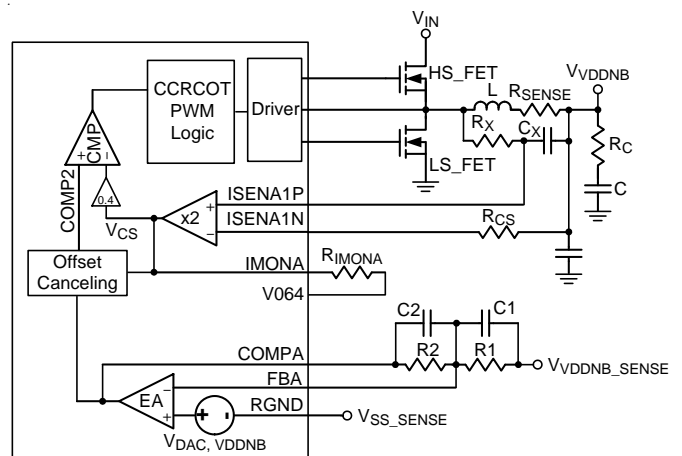 V_IN
HS_FET
CCRCOT
PWM
Logic
Driver
L
R_SENSE
V_VDDNB
R_X
C_X
R_C
C
LS_FET
CMP
+
−
COMP2
0.4
V_CS
x2
+
−
ISENA1P
ISENA1N
R_CS
Offset
Canceling
IMONA
R_IMONA
V064
C2
C1
COMPA
R2
R1
V_VDDNB_SENSE
FBA
EA
−
+
+
-
RGND
V_SS_SENSE
V_DAC, VDDNB